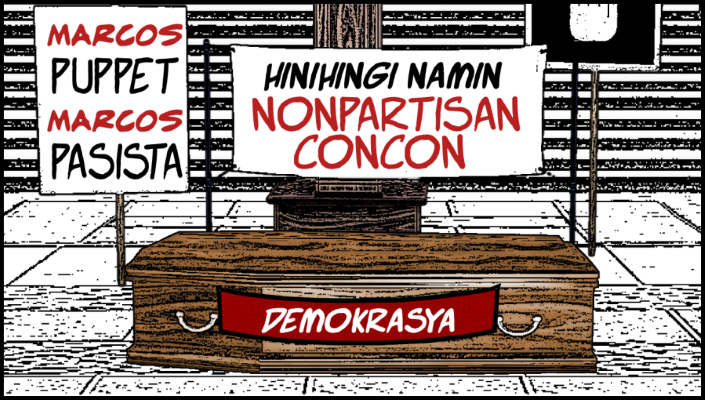 MARCOS
PUPPET
MARCOS
PASISTA
HINIHINGI NAMIN
NONPARTISAN
CONCON
DEMOKRASYA